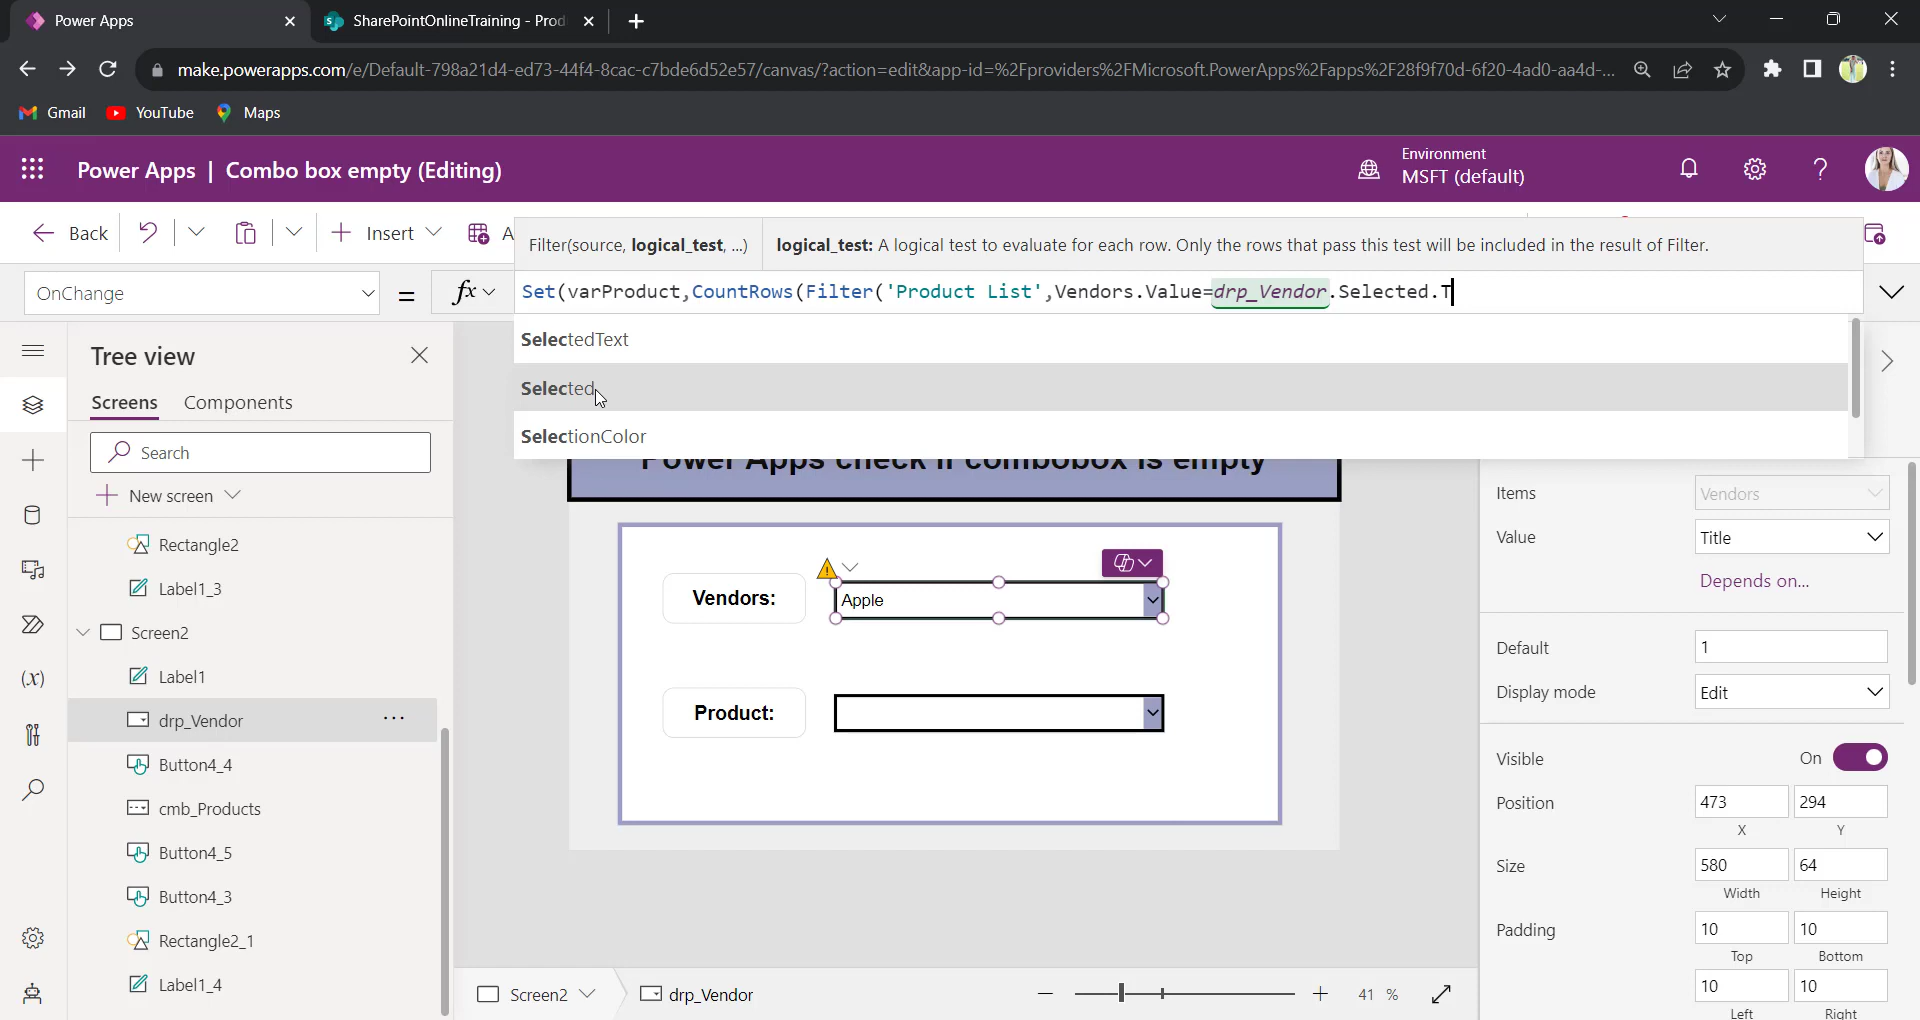 Power Apps
SharePointOnlineTraining - Prod
make.powerapps.com/e/Default-798a21d4-ed73-44f4-8cac-c7bde6d52e57/canvas/?action=edit&app-id=%2Fproviders%2FMicrosoft.PowerApps%2Fapps%2F28f9f70d-6f20-4ad0-aa4d-...
Gmail
YouTube
Maps
Power Apps | Combo box empty (Editing)
Environment
MSFT (default)
Back
Insert
A
Filter(source, logical_test, ...)
logical_test: A logical test to evaluate for each row. Only the rows that pass this test will be included in the result of Filter.
OnChange
=
fx
Set(varProduct,CountRows(Filter('Product List',Vendors.Value=drp_Vendor.Selected.T
SelectedText
Selected
SelectionColor
Tree view
Screens
Components
Search
New screen
Rectangle2
Label1_3
Screen2
Label1
drp_Vendor
...
Button4_4
cmb_Products
Button4_5
Button4_3
Rectangle2_1
Label1_4
Power Apps check if combobox is empty
Vendors:
Apple
Product:
Items
Vendors
Value
Title
Depends on...
Default
1
Display mode
Edit
Visible
On
Position
473
294
X
Y
Size
580
64
Width
Height
Padding
10
10
Top
Bottom
10
10
Left
Right
Screen2
drp_Vendor
41 %